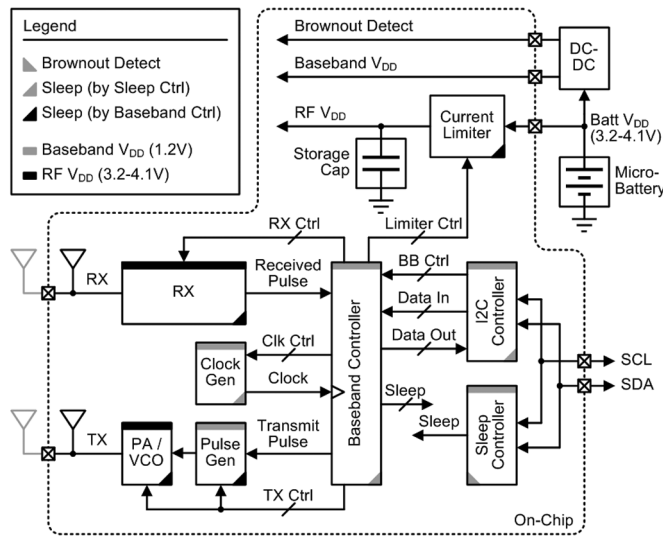 Legend
Brownout Detect
Sleep (by Sleep Ctrl)
Sleep (by Baseband Ctrl)
Baseband VDD (1.2V)
RF VDD (3.2-4.1V)
Brownout Detect
Baseband VDD
DC-
DC
RF VDD
Current
Limiter
Batt VDD
(3.2-4.1V)
Storage
Cap
Micro-
Battery
RX Ctrl
Limiter Ctrl
RX
RX
Received
Pulse
BB Ctrl
Data In
Data Out
I2C
Controller
Clock
Gen
Clk Ctrl
Clock
Baseband Controller
Sleep
Sleep
Sleep
Controller
SCL
SDA
TX
PA /
VCO
Pulse
Gen
Transmit
Pulse
TX Ctrl
On-Chip